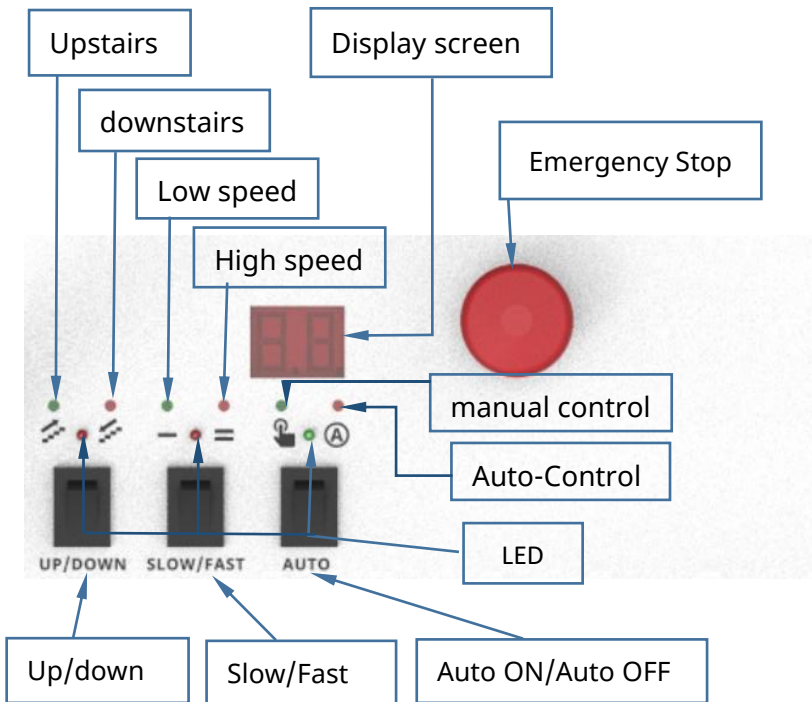 Upstairs
Display screen
downstairs
Emergency Stop
Low speed
High speed
manual control
A
Auto-Control
LED
UP/DOWN
SLOW/FAST
AUTO
Up/down
Slow/Fast
Auto ON/Auto OFF